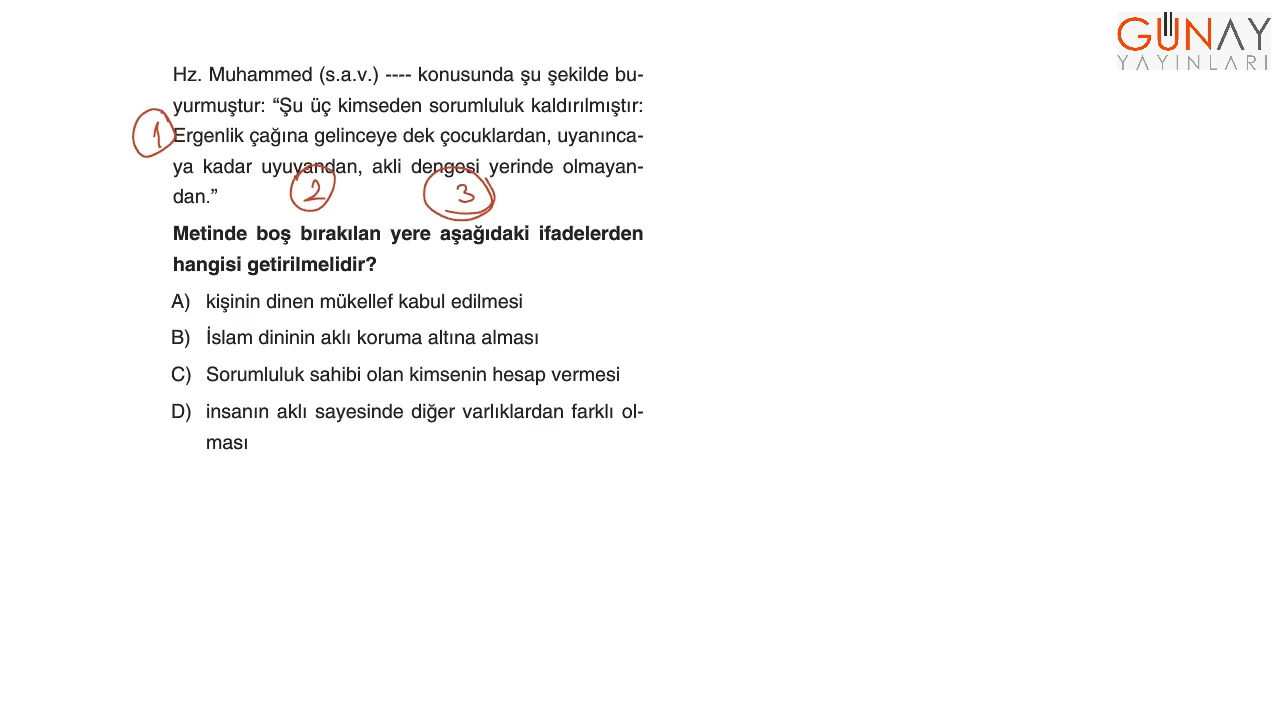 GÜNAY
YAYINLARI
Hz. Muhammed (s.a.v.) ---- konusunda şu şekilde bu-
yurmuştur: “Şu üç kimseden sorumluluk kaldırılmıştır:
1 Ergenlik çağına gelinceye dek çocuklardan, uyanınca-
ya kadar uyuyandan, akli dengesi yerinde olmayan-
dan.”
2 3
Metinde boş bırakılan yere aşağıdaki ifadelerden
hangisi getirilmelidir?
A) kişinin dinen mükellef kabul edilmesi
B) İslam dininin aklı koruma altına alması
C) Sorumluluk sahibi olan kimsenin hesap vermesi
D) insanın aklı sayesinde diğer varlıklardan farklı ol-
ması